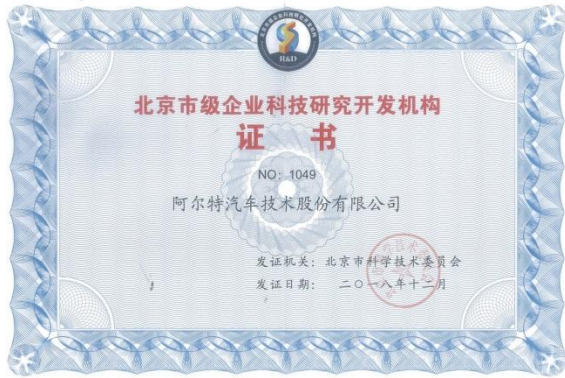 R&D
北京市级企业科技研究开发机构
证 书
NO: 1049
阿尔特汽车技术股份有限公司
发证机关: 北京市科学技术委员会
发证日期: 二〇一八年十二月